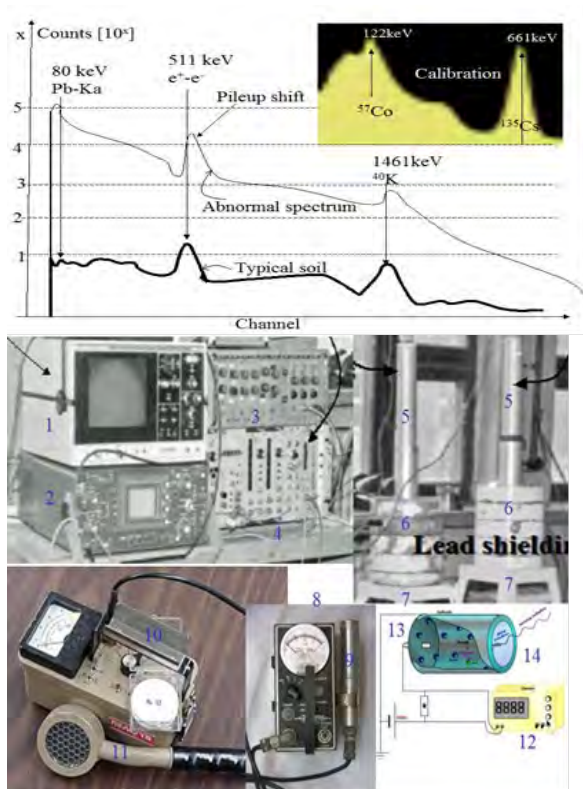 x Counts [10ˣ]
511 keV
e⁺-e⁻
80 keV
Pb-Ka
Pileup shift
122keV
661keV
Calibration
⁵⁷Co
¹³⁵Cs
1461keV
⁴⁰K
Abnormal spectrum
Typical soil
5
4
3
2
1
Channel
1
2
3
4
5
5
6
6
Lead shieldin
7
7
8
9
10
11
13
14
8888
12